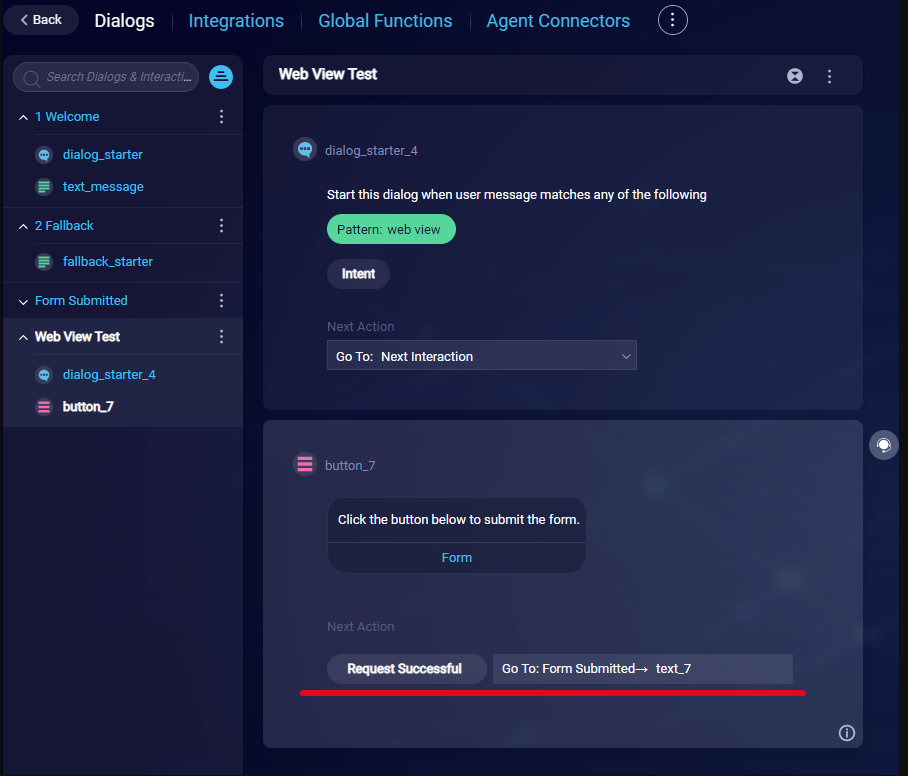 Back
Dialogs
Integrations
Global Functions
Agent Connectors
Search Dialogs & Interacti...
1 Welcome
dialog_starter
text_message
2 Fallback
fallback_starter
Form Submitted
Web View Test
dialog_starter_4
button_7
Web View Test
dialog_starter_4
Start this dialog when user message matches any of the following
Pattern: web view
Intent
Next Action
Go To: Next Interaction
button_7
Click the button below to submit the form.
Form
Next Action
Request Successful
Go To: Form Submitted→ text_7